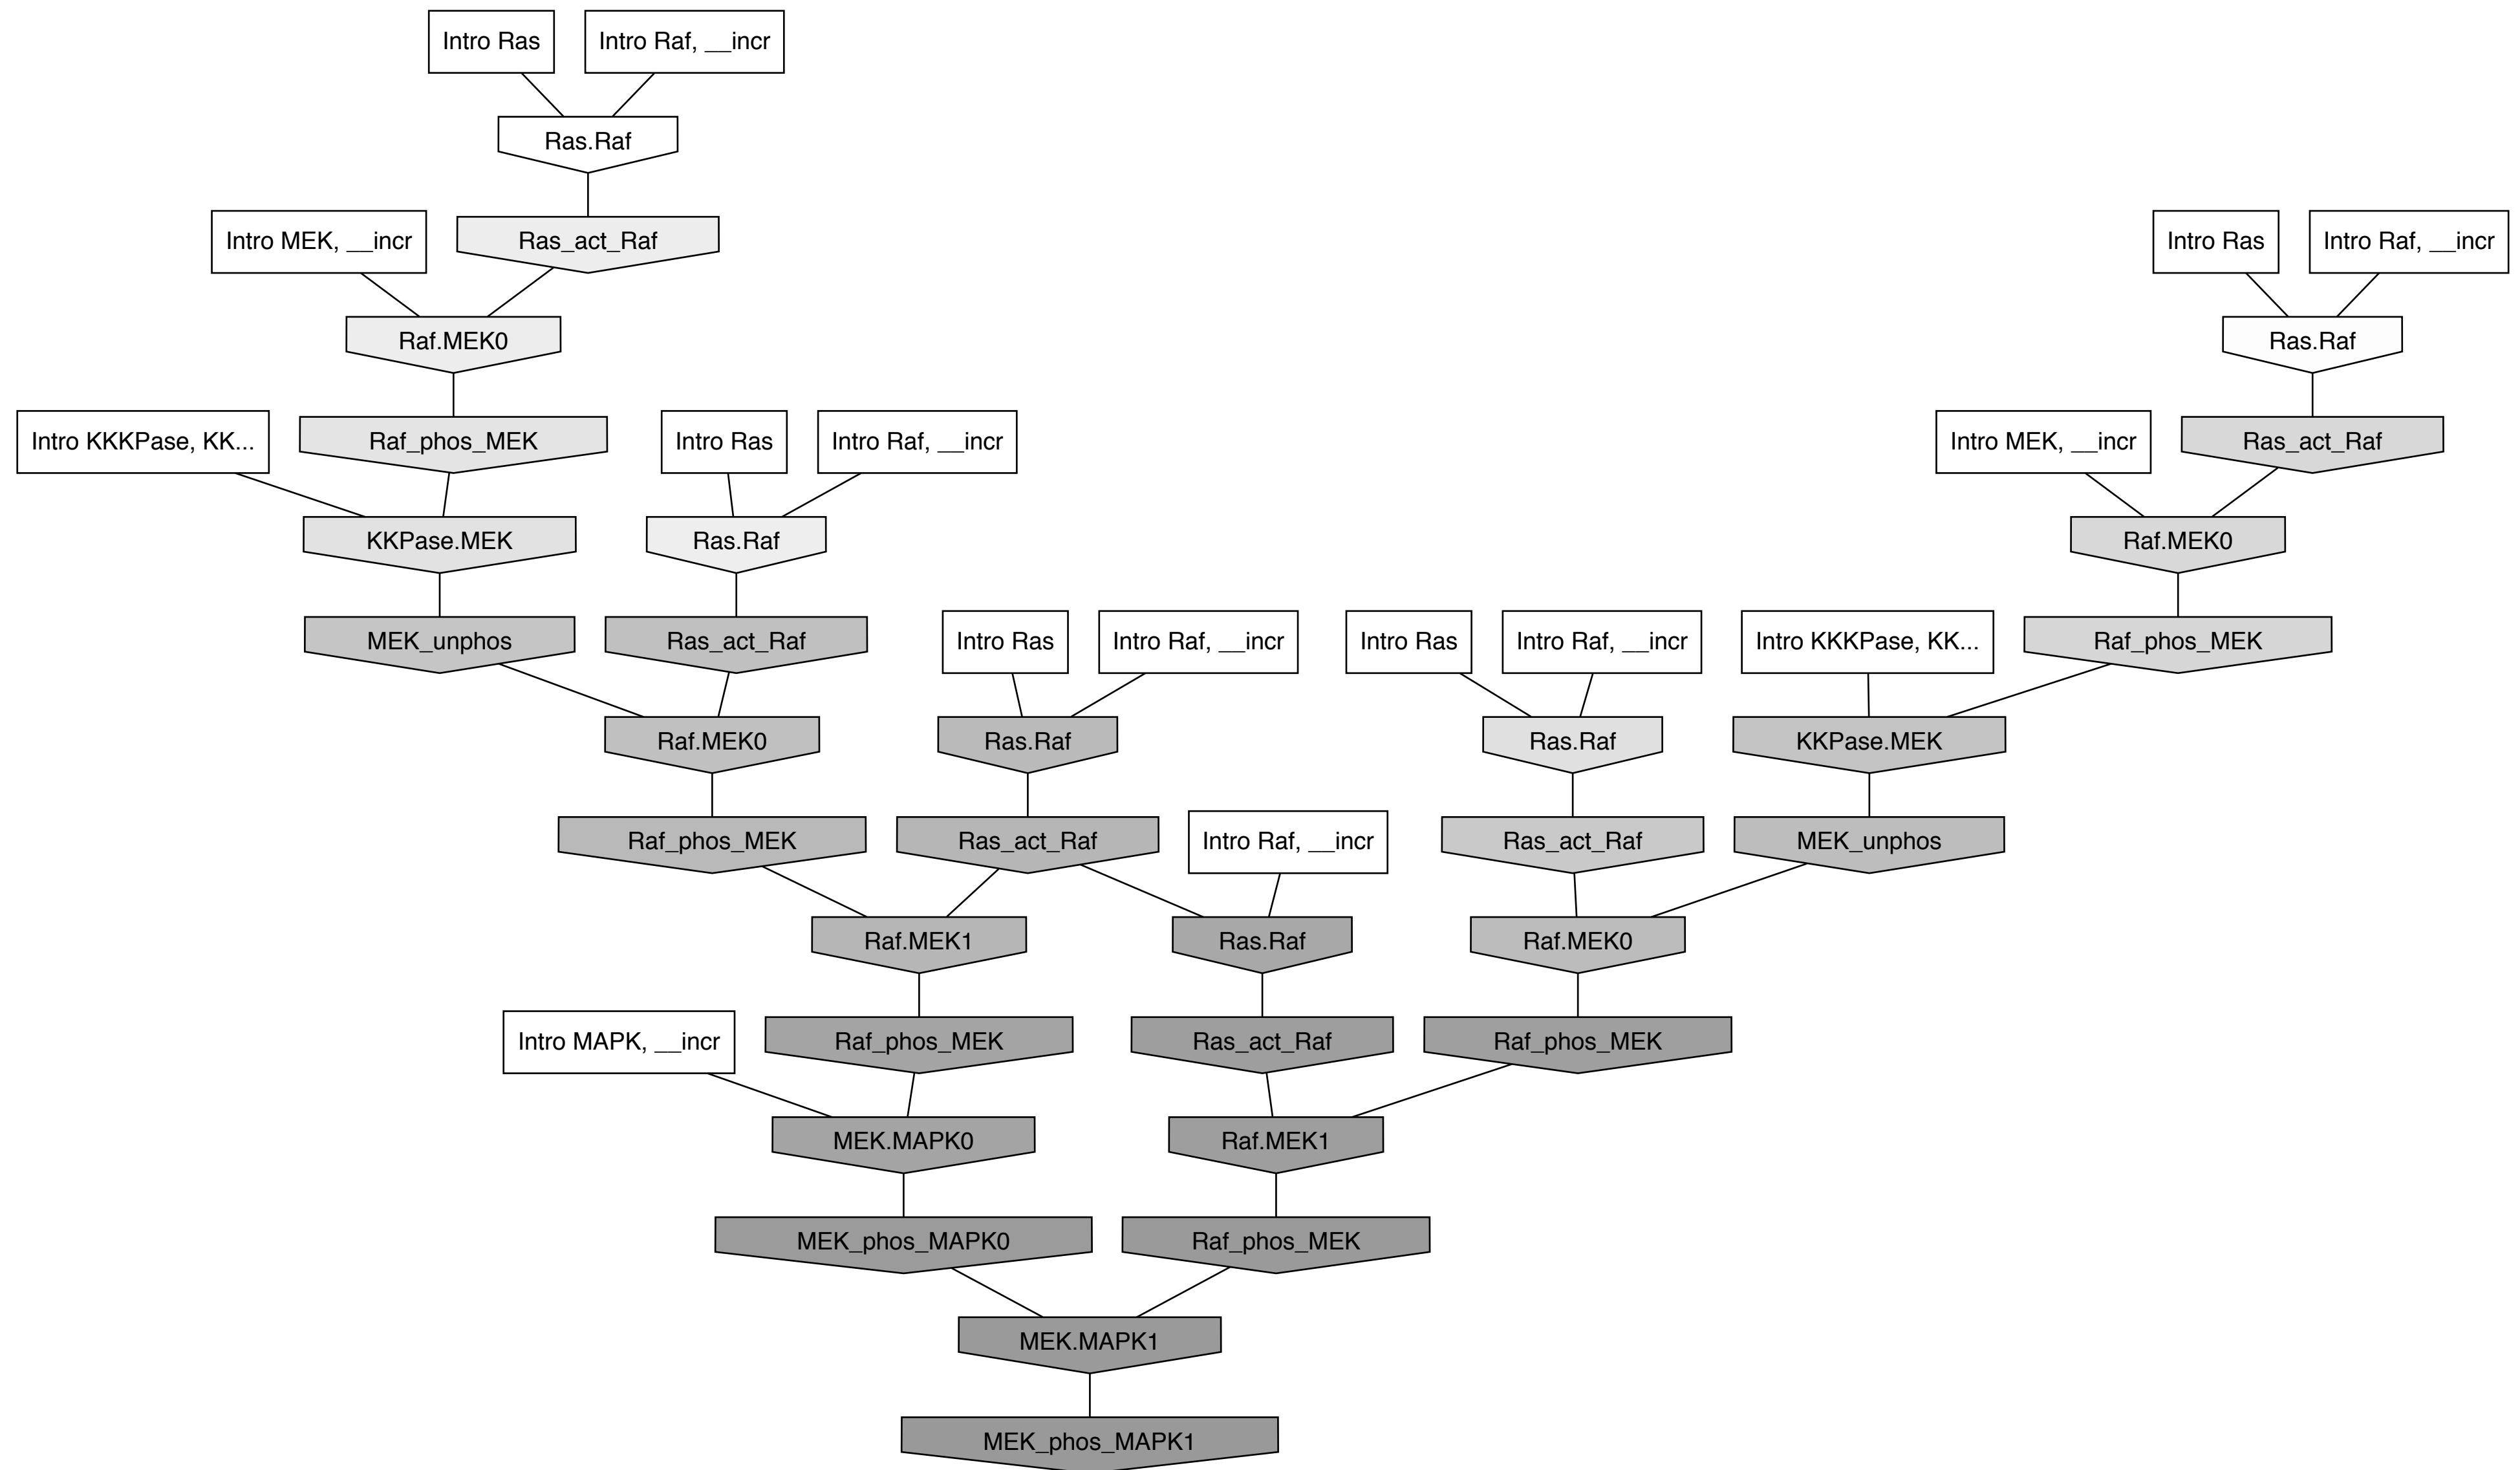 Intro Ras
Intro Raf, __incr
Ras.Raf
Intro MEK, __incr
Ras_act_Raf
Intro Ras
Intro Raf, __incr
Raf.MEK0
Ras.Raf
Intro KKKPase, KK...
Raf_phos_MEK
Intro Ras
Intro Raf, __incr
Intro MEK, __incr
Ras_act_Raf
KKPase.MEK
Ras.Raf
Raf.MEK0
MEK_unphos
Ras_act_Raf
Intro Ras
Intro Raf, __incr
Intro Ras
Intro Raf, __incr
Intro KKKPase, KK...
Raf_phos_MEK
Raf.MEK0
Ras.Raf
Ras.Raf
KKPase.MEK
Raf_phos_MEK
Ras_act_Raf
Intro Raf, __incr
Ras_act_Raf
MEK_unphos
Raf.MEK1
Ras.Raf
Raf.MEK0
Intro MAPK, __incr
Raf_phos_MEK
Ras_act_Raf
Raf_phos_MEK
MEK.MAPK0
Raf.MEK1
MEK_phos_MAPK0
Raf_phos_MEK
MEK.MAPK1
MEK_phos_MAPK1